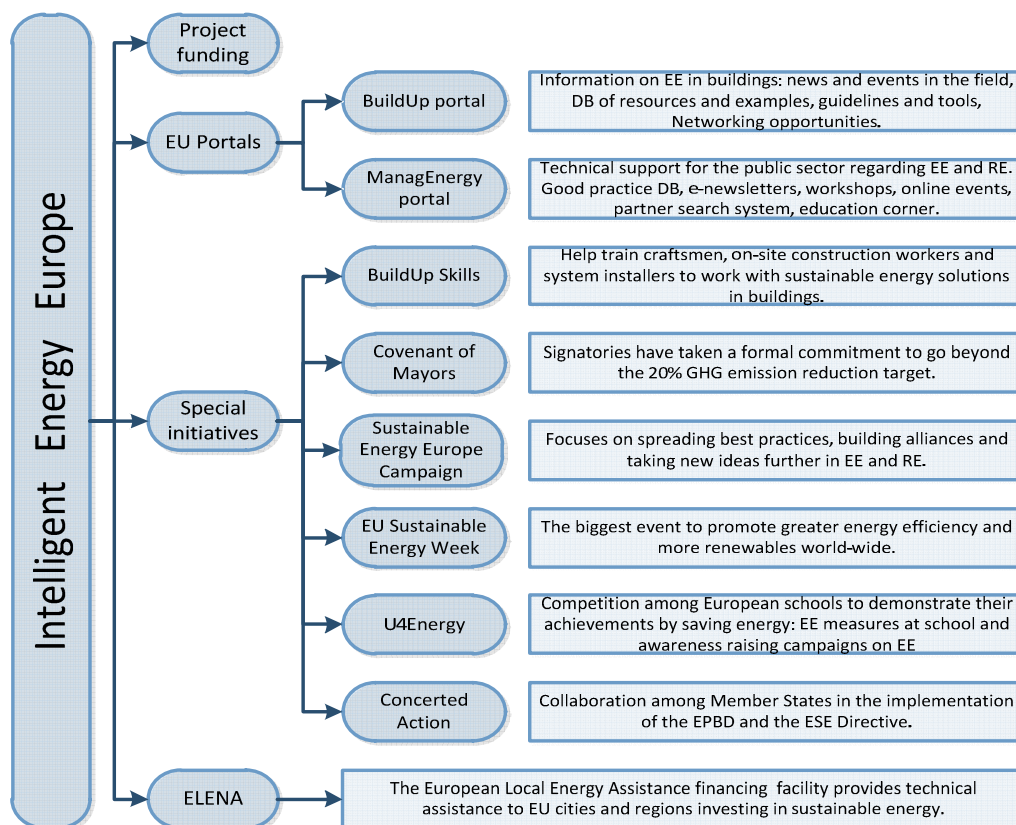 Intelligent Energy Europe
Project
funding
EU Portals
BuildUp portal
Information on EE in buildings: news and events in the field,
DB of resources and examples, guidelines and tools,
Networking opportunities.
ManagEnergy
portal
Technical support for the public sector regarding EE and RE.
Good practice DB, e-newsletters, workshops, online events,
partner search system, education corner.
Special
initiatives
BuildUp Skills
Help train craftsmen, on-site construction workers and
system installers to work with sustainable energy solutions
in buildings.
Covenant of
Mayors
Signatories have taken a formal commitment to go beyond
the 20% GHG emission reduction target.
Sustainable
Energy Europe
Campaign
Focuses on spreading best practices, building alliances and
taking new ideas further in EE and RE.
EU Sustainable
Energy Week
The biggest event to promote greater energy efficiency and
more renewables world-wide.
U4Energy
Competition among European schools to demonstrate their
achievements by saving energy: EE measures at school and
awareness raising campaigns on EE
Concerted
Action
Collaboration among Member States in the implementation
of the EPBD and the ESE Directive.
ELENA
The European Local Energy Assistance financing facility provides technical
assistance to EU cities and regions investing in sustainable energy.